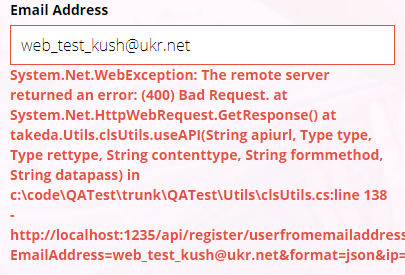 Email Address
web_test_kush@ukr.net
System.Net.WebException: The remote server
returned an error: (400) Bad Request. at
System.Net.HttpWebRequest.GetResponse() at
takeda.Utils.clsUtils.useAPI(String apiurl, Type type,
Type rettype, String contenttype, String formmethod,
String datapass) in
c:\code\QATest\trunk\QATest\Utils\clsUtils.cs:line 138
-
http://localhost:1235/api/register/userfromemailaddress
EmailAddress=web_test_kush@ukr.net&format=json&ip=